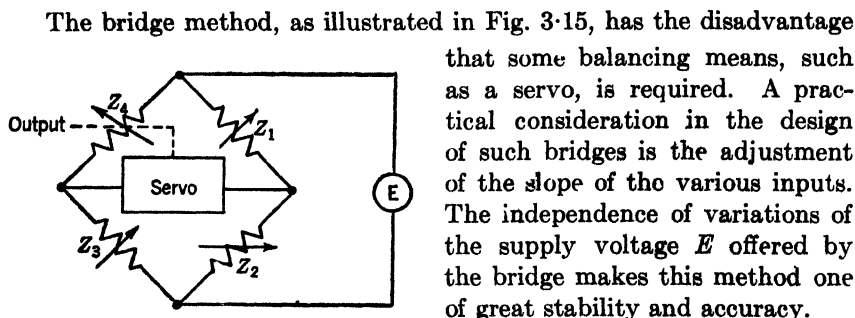 The bridge method, as illustrated in Fig. 3·15, has the disadvantage
that some balancing means, such
as a servo, is required. A prac-
tical consideration in the design
of such bridges is the adjustment
of the slope of the various inputs.
The independence of variations of
the supply voltage E offered by
the bridge makes this method one
of great stability and accuracy.
Z4
Output
Z1
Servo
E
Z3
Z2